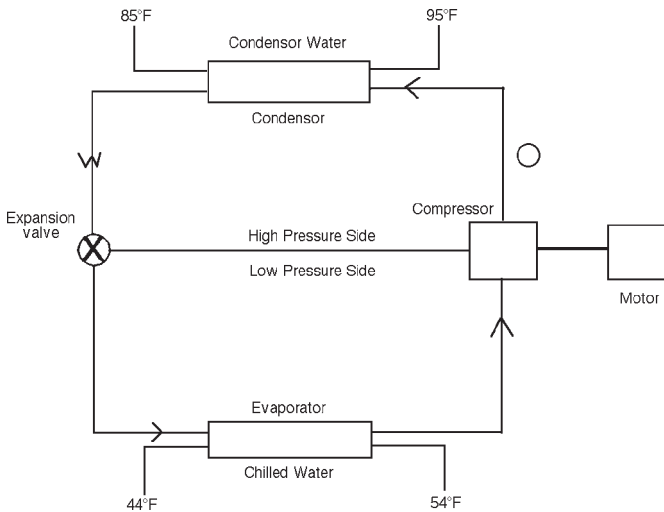 85°F
95°F
Condensor Water
Condensor
Compressor
Expansion
valve
High Pressure Side
Low Pressure Side
Motor
Evaporator
Chilled Water
44°F
54°F